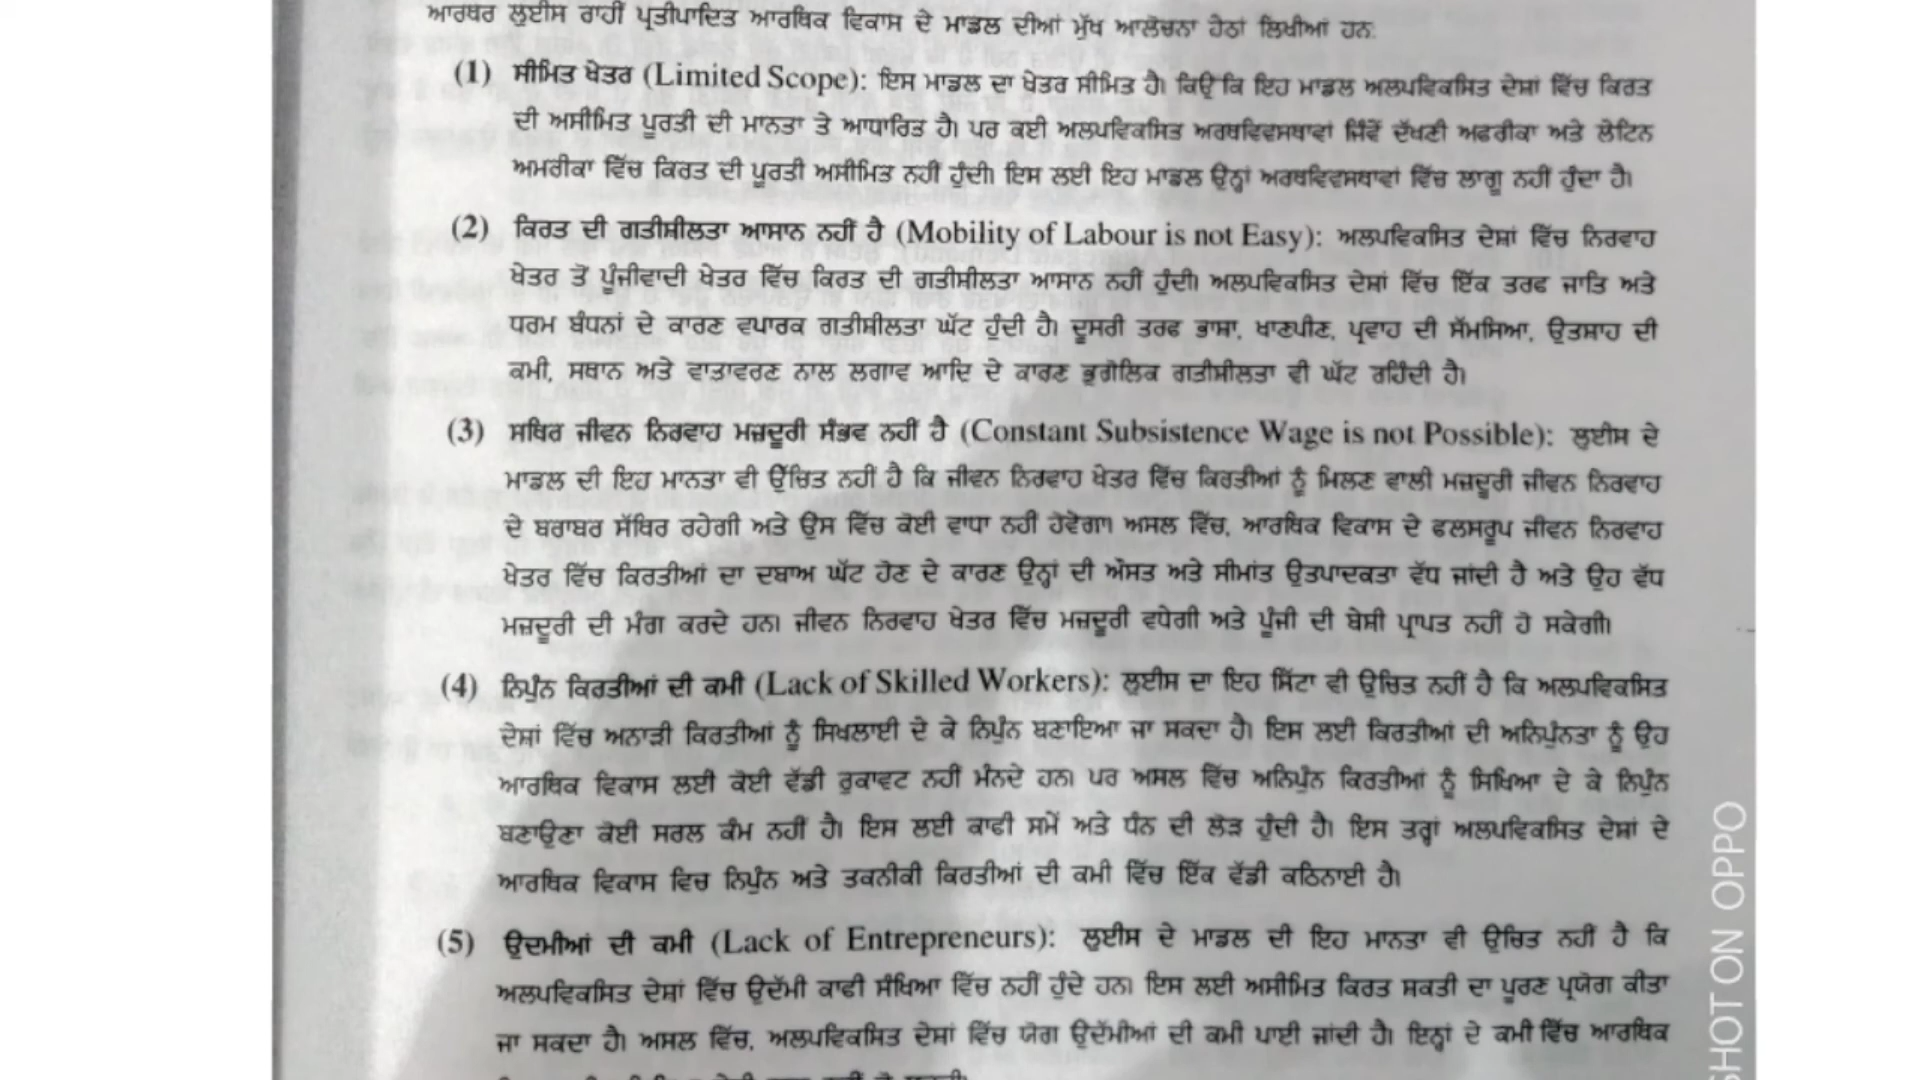 ਆਰਥਰ ਲੁਈਸ ਰਾਹੀਂ ਪ੍ਰਤੀਪਾਦਿਤ ਆਰਥਿਕ ਵਿਕਾਸ ਦੇ ਮਾਡਲ ਦੀਆਂ ਮੁੱਖ ਆਲੋਚਨਾ ਹੇਠਾਂ ਲਿਖੀਆਂ ਹਨ:
(1) ਸੀਮਿਤ ਖੇਤਰ (Limited Scope): ਇਸ ਮਾਡਲ ਦਾ ਖੇਤਰ ਸੀਮਿਤ ਹੈ। ਕਿਉਂਕਿ ਇਹ ਮਾਡਲ ਅਲਪਵਿਕਸਿਤ ਦੇਸ਼ਾਂ ਵਿੱਚ ਕਿਰਤ
ਦੀ ਅਸੀਮਿਤ ਪੂਰਤੀ ਦੀ ਮਾਨਤਾ ਤੇ ਆਧਾਰਿਤ ਹੈ। ਪਰ ਕਈ ਅਲਪਵਿਕਸਿਤ ਅਰਥਵਿਵਸਥਾਵਾਂ ਜਿੱਵੇਂ ਦੱਖਣੀ ਅਫਰੀਕਾ ਅਤੇ ਲੇਟਿਨ
ਅਮਰੀਕਾ ਵਿੱਚ ਕਿਰਤ ਦੀ ਪੂਰਤੀ ਅਸੀਮਿਤ ਨਹੀਂ ਹੁੰਦੀ। ਇਸ ਲਈ ਇਹ ਮਾਡਲ ਉਨ੍ਹਾਂ ਅਰਥਵਿਵਸਥਾਵਾਂ ਵਿੱਚ ਲਾਗੂ ਨਹੀਂ ਹੁੰਦਾ ਹੈ।
(2) ਕਿਰਤ ਦੀ ਗਤੀਸ਼ੀਲਤਾ ਆਸਾਨ ਨਹੀਂ ਹੈ (Mobility of Labour is not Easy): ਅਲਪਵਿਕਸਿਤ ਦੇਸ਼ਾਂ ਵਿੱਚ ਨਿਰਵਾਹ
ਖੇਤਰ ਤੋਂ ਪੂੰਜੀਵਾਦੀ ਖੇਤਰ ਵਿੱਚ ਕਿਰਤ ਦੀ ਗਤੀਸ਼ੀਲਤਾ ਆਸਾਨ ਨਹੀਂ ਹੁੰਦੀ। ਅਲਪਵਿਕਸਿਤ ਦੇਸ਼ਾਂ ਵਿੱਚ ਇੱਕ ਤਰਫ ਜਾਤਿ ਅਤੇ
ਧਰਮ ਬੰਧਨਾਂ ਦੇ ਕਾਰਣ ਵਪਾਰਕ ਗਤੀਸ਼ੀਲਤਾ ਘੱਟ ਹੁੰਦੀ ਹੈ। ਦੂਸਰੀ ਤਰਫ ਭਾਸ਼ਾ, ਖਾਣਪੀਣ, ਪ੍ਰਵਾਹ ਦੀ ਸੱਮਸਿਆ, ਉਤਸ਼ਾਹ ਦੀ
ਕਮੀ, ਸਥਾਨ ਅਤੇ ਵਾਤਾਵਰਣ ਨਾਲ ਲਗਾਵ ਆਦਿ ਦੇ ਕਾਰਣ ਭੂਗੋਲਿਕ ਗਤੀਸ਼ੀਲਤਾ ਵੀ ਘੱਟ ਰਹਿੰਦੀ ਹੈ।
(3) ਸਥਿਰ ਜੀਵਨ ਨਿਰਵਾਹ ਮਜ਼ਦੂਰੀ ਸੰਭਵ ਨਹੀਂ ਹੈ (Constant Subsistence Wage is not Possible): ਲੁਈਸ ਦੇ
ਮਾਡਲ ਦੀ ਇਹ ਮਾਨਤਾ ਵੀ ਉੱਚਿਤ ਨਹੀਂ ਹੈ ਕਿ ਜੀਵਨ ਨਿਰਵਾਹ ਖੇਤਰ ਵਿੱਚ ਕਿਰਤੀਆਂ ਨੂੰ ਮਿਲਣ ਵਾਲੀ ਮਜ਼ਦੂਰੀ ਜੀਵਨ ਨਿਰਵਾਹ
ਦੇ ਬਰਾਬਰ ਸੱਥਿਰ ਰਹੇਗੀ ਅਤੇ ਉਸ ਵਿੱਚ ਕੋਈ ਵਾਧਾ ਨਹੀਂ ਹੋਵੇਗਾ। ਅਸਲ ਵਿੱਚ, ਆਰਥਿਕ ਵਿਕਾਸ ਦੇ ਫਲਸਰੂਪ ਜੀਵਨ ਨਿਰਵਾਹ
ਖੇਤਰ ਵਿੱਚ ਕਿਰਤੀਆਂ ਦਾ ਦਬਾਅ ਘੱਟ ਹੋਣ ਦੇ ਕਾਰਣ ਉਨ੍ਹਾਂ ਦੀ ਔਸਤ ਅਤੇ ਸੀਮਾਂਤ ਉਤਪਾਦਕਤਾ ਵੱਧ ਜਾਂਦੀ ਹੈ ਅਤੇ ਉਹ ਵੱਧ
ਮਜ਼ਦੂਰੀ ਦੀ ਮੰਗ ਕਰਦੇ ਹਨ। ਜੀਵਨ ਨਿਰਵਾਹ ਖੇਤਰ ਵਿੱਚ ਮਜ਼ਦੂਰੀ ਵਧੇਗੀ ਅਤੇ ਪੂੰਜੀ ਦੀ ਬੇਸ਼ੀ ਪ੍ਰਾਪਤ ਨਹੀਂ ਹੋ ਸਕੇਗੀ।
(4) ਨਿਪੁੰਨ ਕਿਰਤੀਆਂ ਦੀ ਕਮੀ (Lack of Skilled Workers): ਲੁਈਸ ਦਾ ਇਹ ਸਿੱਟਾ ਵੀ ਉਚਿਤ ਨਹੀਂ ਹੈ ਕਿ ਅਲਪਵਿਕਸਿਤ
ਦੇਸ਼ਾਂ ਵਿੱਚ ਅਨਾੜੀ ਕਿਰਤੀਆਂ ਨੂੰ ਸਿਖਲਾਈ ਦੇ ਕੇ ਨਿਪੁੰਨ ਬਣਾਇਆ ਜਾ ਸਕਦਾ ਹੈ। ਇਸ ਲਈ ਕਿਰਤੀਆਂ ਦੀ ਅਨਿਪੁੰਨਤਾ ਨੂੰ ਉਹ
ਆਰਥਿਕ ਵਿਕਾਸ ਲਈ ਕੋਈ ਵੱਡੀ ਰੁਕਾਵਟ ਨਹੀਂ ਮੰਨਦੇ ਹਨ। ਪਰ ਅਸਲ ਵਿੱਚ ਅਨਿਪੁੰਨ ਕਿਰਤੀਆਂ ਨੂੰ ਸਿਖਿਆ ਦੇ ਕੇ ਨਿਪੁੰਨ
ਬਣਾਉਣਾ ਕੋਈ ਸਰਲ ਕੰਮ ਨਹੀਂ ਹੈ। ਇਸ ਲਈ ਕਾਫੀ ਸਮੇਂ ਅਤੇ ਧੰਨ ਦੀ ਲੋੜ ਹੁੰਦੀ ਹੈ। ਇਸ ਤਰ੍ਹਾਂ ਅਲਪਵਿਕਸਿਤ ਦੇਸ਼ਾਂ ਦੇ
ਆਰਥਿਕ ਵਿਕਾਸ ਵਿਚ ਨਿਪੁੰਨ ਅਤੇ ਤਕਨੀਕੀ ਕਿਰਤੀਆਂ ਦੀ ਕਮੀ ਵਿੱਚ ਇੱਕ ਵੱਡੀ ਕਠਿਨਾਈ ਹੈ।
(5) ਉਦਮੀਆਂ ਦੀ ਕਮੀ (Lack of Entrepreneurs): ਲੁਈਸ ਦੇ ਮਾਡਲ ਦੀ ਇਹ ਮਾਨਤਾ ਵੀ ਉਚਿਤ ਨਹੀਂ ਹੈ ਕਿ
ਅਲਪਵਿਕਸਿਤ ਦੇਸ਼ਾਂ ਵਿੱਚ ਉਦੱਮੀ ਕਾਫੀ ਸੰਖਿਆ ਵਿੱਚ ਨਹੀਂ ਹੁੰਦੇ ਹਨ। ਇਸ ਲਈ ਅਸੀਮਿਤ ਕਿਰਤ ਸ਼ਕਤੀ ਦਾ ਪੂਰਣ ਪ੍ਰਯੋਗ ਕੀਤਾ
ਜਾ ਸਕਦਾ ਹੈ। ਅਸਲ ਵਿੱਚ, ਅਲਪਵਿਕਸਿਤ ਦੇਸ਼ਾਂ ਵਿੱਚ ਯੋਗ ਉਦੱਮੀਆਂ ਦੀ ਕਮੀ ਪਾਈ ਜਾਂਦੀ ਹੈ। ਇਨ੍ਹਾਂ ਦੇ ਕਮੀ ਵਿੱਚ ਆਰਥਿਕ
SHOT ON OPPO